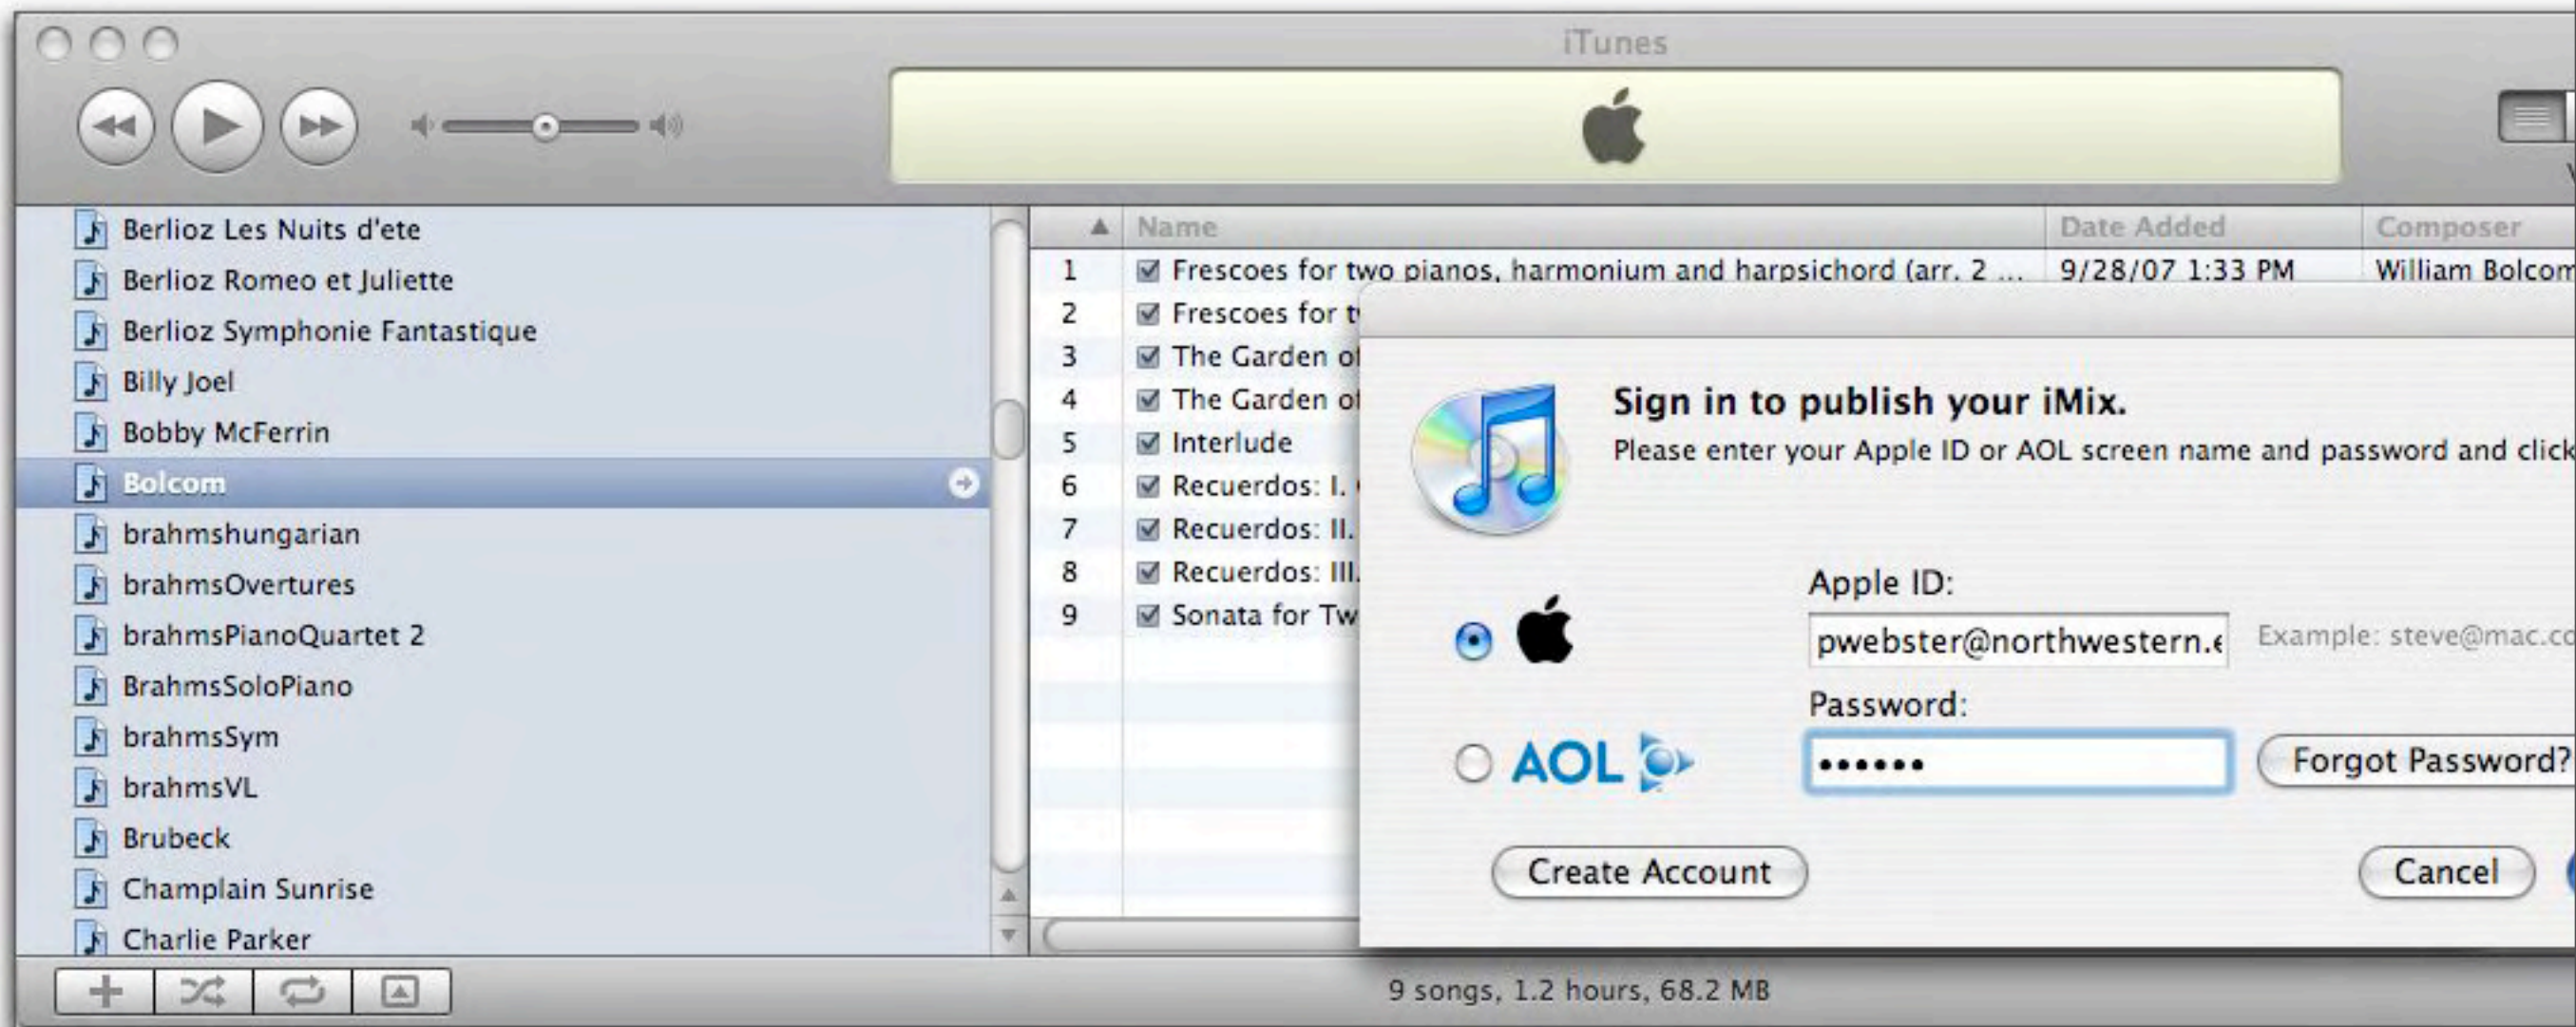 iTunes
Berlioz Les Nuits d'ete
Berlioz Romeo et Juliette
Berlioz Symphonie Fantastique
Billy Joel
Bobby McFerrin
Bolcom
brahmshungarian
brahmsOvertures
brahmsPianoQuartet 2
BrahmsSoloPiano
brahmsSym
brahmsVL
Brubeck
Champlain Sunrise
Charlie Parker
Name Date Added Composer
1 Frescoes for two pianos, harmonium and harpsichord (arr. 2 ... 9/28/07 1:33 PM William Bolcom
2 Frescoes for
3 The Garden
4 The Garden
5 Interlude
6 Recuerdos: I.
7 Recuerdos: II.
8 Recuerdos: III.
9 Sonata for
Sign in to publish your iMix.
Please enter your Apple ID or AOL screen name and password and click
Apple ID:
pwebster@northwestern.
Example: steve@mac.
Password:
••••••
AOL
Forgot Password?
Create Account
Cancel
9 songs, 1.2 hours, 68.2 MB